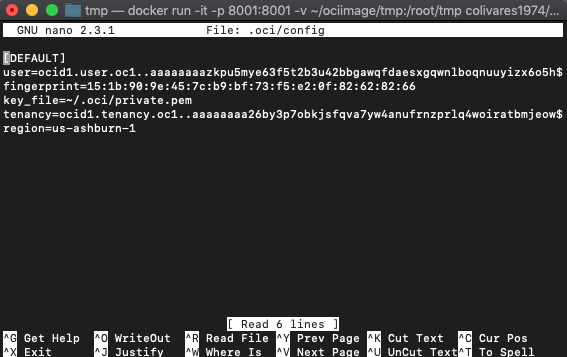 tmp — docker run -it -p 8001:8001 -v ~/ociimage/tmp:/root/tmp colivares1974/...
GNU nano 2.3.1 File: .oci/config
[DEFAULT]
user=ocid1.user.oc1..aaaaaaaazkpu5mye63f5t2b3u42bbgawqfdaesxgqwnlboqnuuyizx6o5h$
fingerprint=15:1b:90:9e:45:7c:b9:bf:73:f5:e2:0f:82:62:82:66
key_file=~/.oci/private.pem
tenancy=ocid1.tenancy.oc1..aaaaaaaa26by3p7obkjsfqva7yw4anufrnzprlq4woiratbmjeow$
region=us-ashburn-1
[ Read 6 lines ]
^G Get Help ^O WriteOut ^R Read File ^Y Prev Page ^K Cut Text ^C Cur Pos
^X Exit ^J Justify ^W Where Is ^V Next Page ^U UnCut Text ^T To Spell